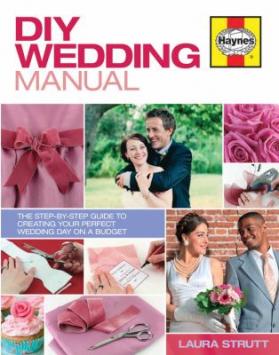 DIY
WEDDING
MANUAL
Haynes
THE STEP-BY-STEP GUIDE TO
CREATING YOUR PERFECT
WEDDING DAY ON A BUDGET
LAURA STRUTT